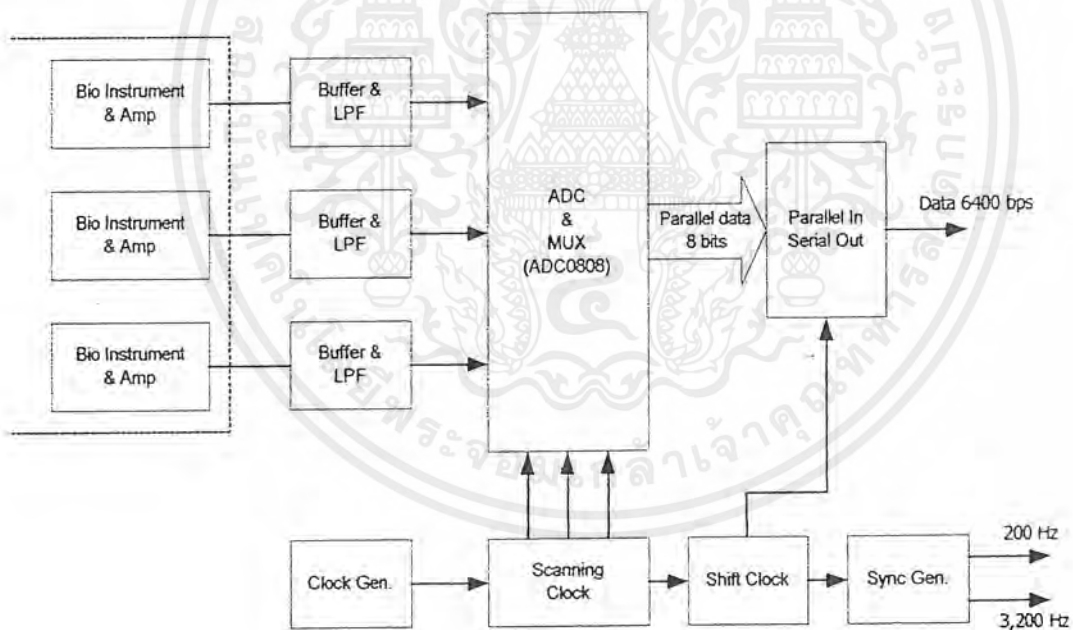 Bio Instrument
& Amp
Buffer &
LPF
Bio Instrument
& Amp
Buffer &
LPF
Bio Instrument
& Amp
Buffer &
LPF
ADC
&
MUX
(ADC0808)
Parallel data
8 bits
Parallel In
Serial Out
Data 6400 bps
Clock Gen.
Scanning
Clock
Shift Clock
Sync Gen.
200 Hz
3,200 Hz